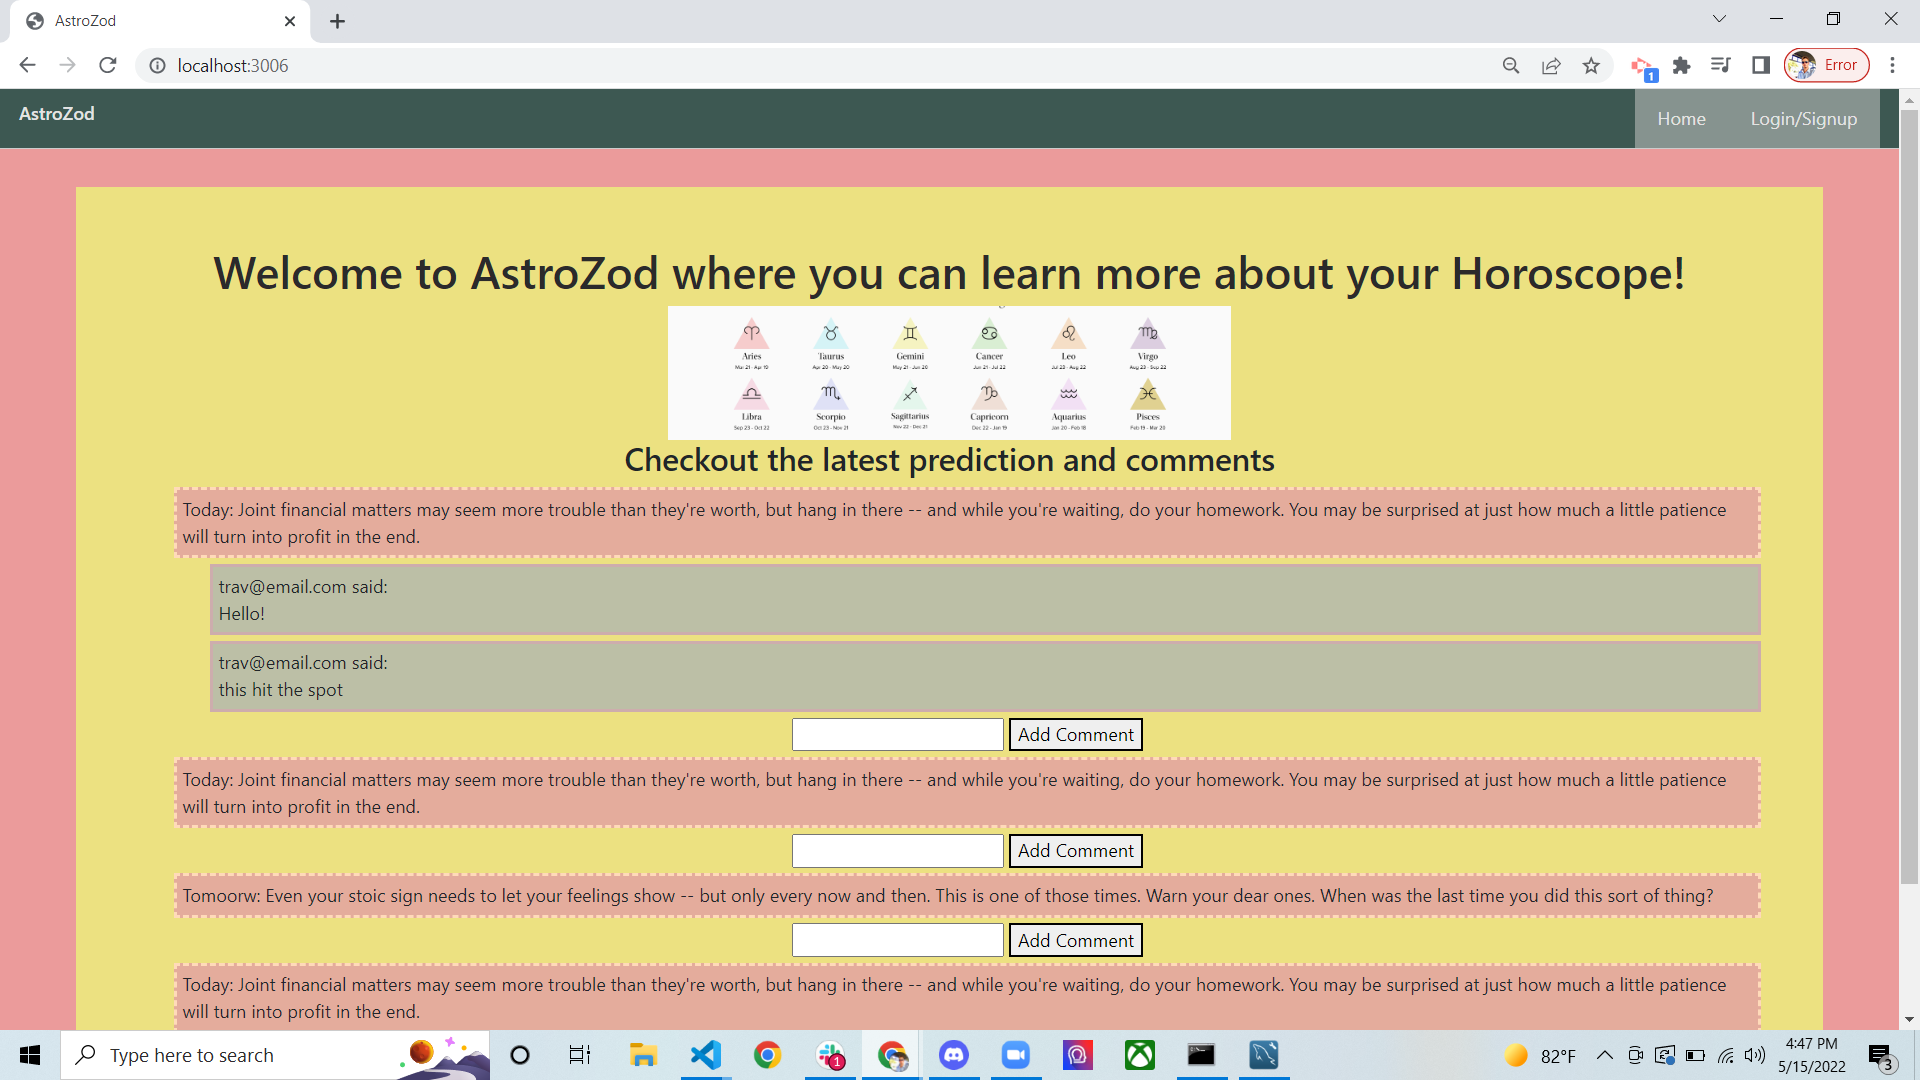 AstroZod
localhost:3006
1
Error
AstroZod
Home
Login/Signup
Welcome to AstroZod where you can learn more about your Horoscope!
Aries Taurus Gemini Cancer Leo Virgo
Mar 21 - Apr 19 Apr 20 - May 20 May 21 - Jun 20 Jun 21 - Jul 22 Jul 23 - Aug 22 Aug 23 - Sep 22
Libra Scorpio Sagittarius Capricorn Aquarius Pisces
Sep 23 - Oct 22 Oct 23 - Nov 21 Nov 22 - Dec 21 Dec 22 - Jan 19 Jan 20 - Feb 18 Feb 19 - Mar 20
Checkout the latest prediction and comments
Today: Joint financial matters may seem more trouble than they're worth, but hang in there -- and while you're waiting, do your homework. You may be surprised at just how much a little patience
will turn into profit in the end.
trav@email.com said:
Hello!
trav@email.com said:
this hit the spot
Add Comment
Today: Joint financial matters may seem more trouble than they're worth, but hang in there -- and while you're waiting, do your homework. You may be surprised at just how much a little patience
will turn into profit in the end.
Add Comment
Tomoorw: Even your stoic sign needs to let your feelings show -- but only every now and then. This is one of those times. Warn your dear ones. When was the last time you did this sort of thing?
Add Comment
Today: Joint financial matters may seem more trouble than they're worth, but hang in there -- and while you're waiting, do your homework. You may be surprised at just how much a little patience
will turn into profit in the end.
Type here to search
1
82°F
4:47 PM
5/15/2022
3